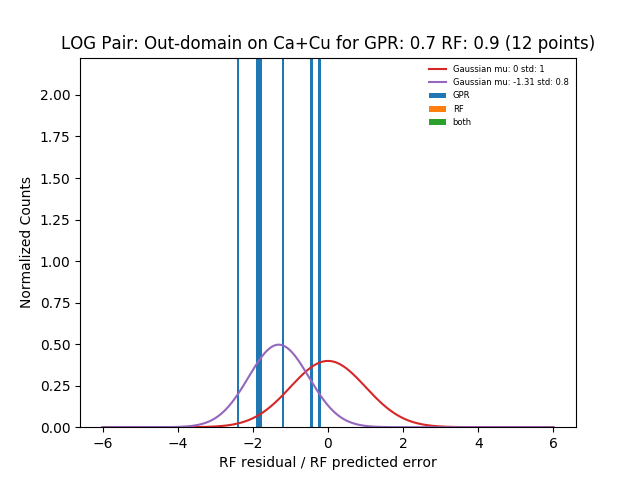 LOG Pair: Out-domain on Ca+Cu for GPR: 0.7 RF: 0.9 (12 points)
Gaussian mu: 0 std: 1
Gaussian mu: -1.31 std: 0.8
GPR
RF
both
Normalized Counts
2.00
1.75
1.50
1.25
1.00
0.75
0.50
0.25
0.00
−6 −4 −2 0 2 4 6
RF residual / RF predicted error